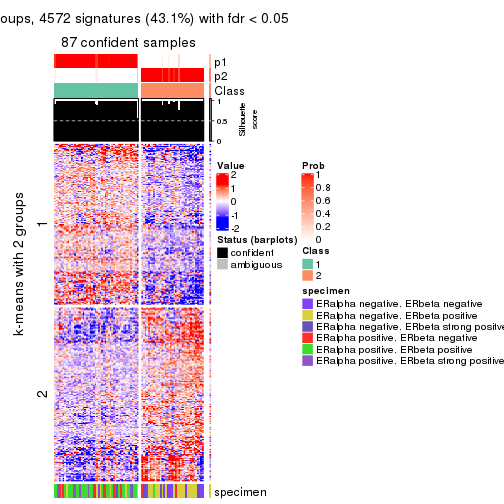 oups, 4572 signatures (43.1%) with fdr < 0.05
87 confident samples
p1
p2
Class
1
0.5
0
Silhouette
score
k-means with 2 groups
1
2
Value
2
1
0
-1
-2
Status (barplots)
confident
ambiguous
Prob
1
0.8
0.6
0.4
0.2
0
Class
1
2
specimen
ERalpha negative. ERbeta negative
ERalpha negative. ERbeta positive
ERalpha negative. ERbeta strong positive
ERalpha positive. ERbeta negative
ERalpha positive. ERbeta positive
ERalpha positive. ERbeta strong positive
specimen